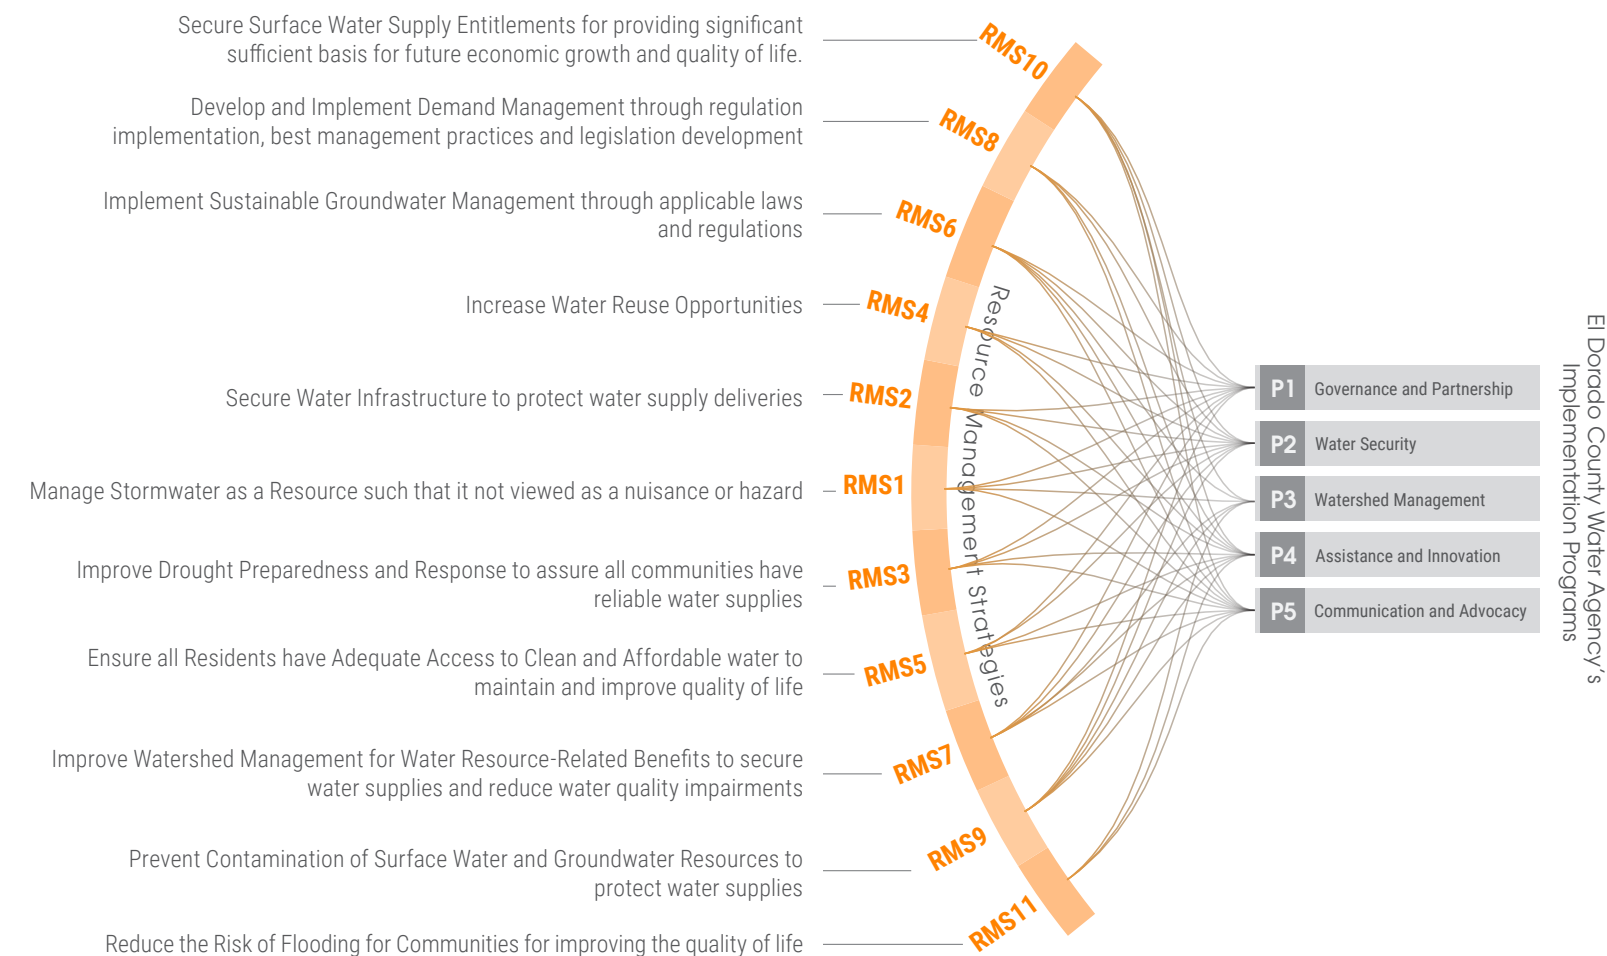 Secure Surface Water Supply Entitlements for providing significant
sufficient basis for future economic growth and quality of life.
RMS10
Develop and Implement Demand Management through regulation
implementation, best management practices and legislation development
RMS8
Implement Sustainable Groundwater Management through applicable laws
and regulations
RMS6
Increase Water Reuse Opportunities
RMS4
Secure Water Infrastructure to protect water supply deliveries
RMS2
Manage Stormwater as a Resource such that it not viewed as a nuisance or hazard
RMS1
Improve Drought Preparedness and Response to assure all communities have
reliable water supplies
RMS3
Ensure all Residents have Adequate Access to Clean and Affordable water to
maintain and improve quality of life
RMS5
Improve Watershed Management for Water Resource-Related Benefits to secure
water supplies and reduce water quality impairments
RMS7
Prevent Contamination of Surface Water and Groundwater Resources to
protect water supplies
RMS9
Reduce the Risk of Flooding for Communities for improving the quality of life
RMS11
Resource Management Strategies
P1 Governance and Partnership
P2 Water Security
P3 Watershed Management
P4 Assistance and Innovation
P5 Communication and Advocacy
El Dorado County Water Agency's
Implementation Programs